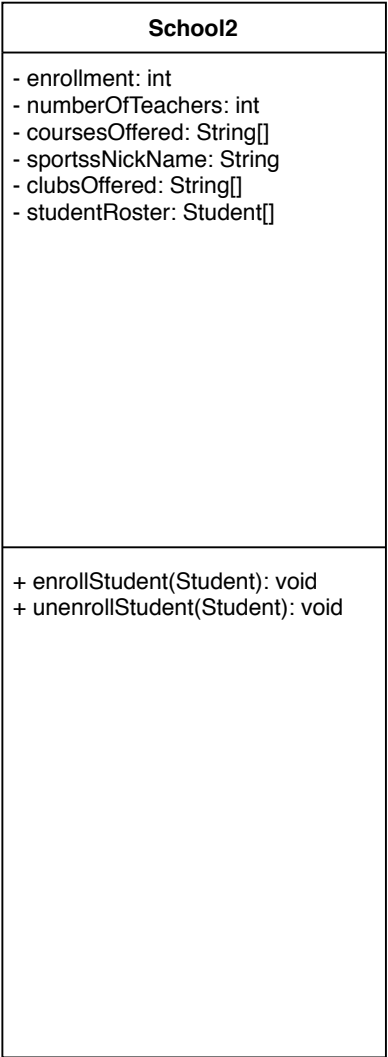 School2
- enrollment: int
- numberOfTeachers: int
- coursesOffered: String[]
- sportssNickName: String
- clubsOffered: String[]
- studentRoster: Student[]
+ enrollStudent(Student): void
+ unenrollStudent(Student): void